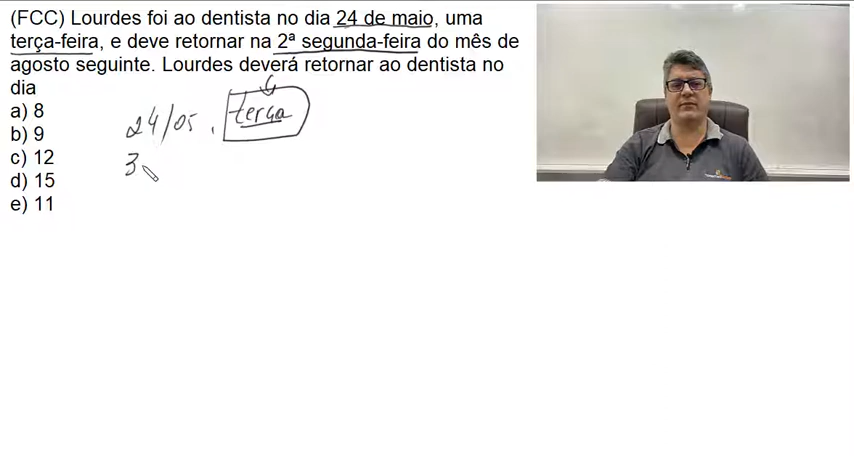 (FCC) Lourdes foi ao dentista no dia 24 de maio, uma
terça-feira, e deve retornar na 2ª segunda-feira do mês de
agosto seguinte. Lourdes deverá retornar ao dentista no
dia
a) 8
b) 9
c) 12
d) 15
e) 11
24/05, terça
3